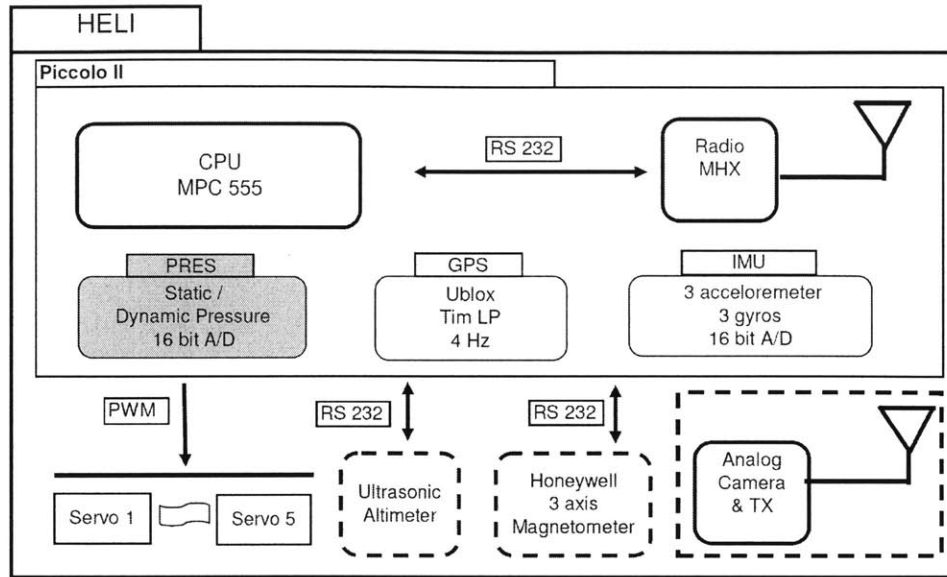 HELI
Piccolo II
CPU
MPC 555
RS 232
Radio
MHX
PRES
Static /
Dynamic Pressure
16 bit A/D
GPS
Ublox
Tim LP
4 Hz
IMU
3 acceloremeter
3 gyros
16 bit A/D
PWM
RS 232
RS 232
Servo 1
Servo 5
Ultrasonic
Altimeter
Honeywell
3 axis
Magnetometer
Analog
Camera
& TX